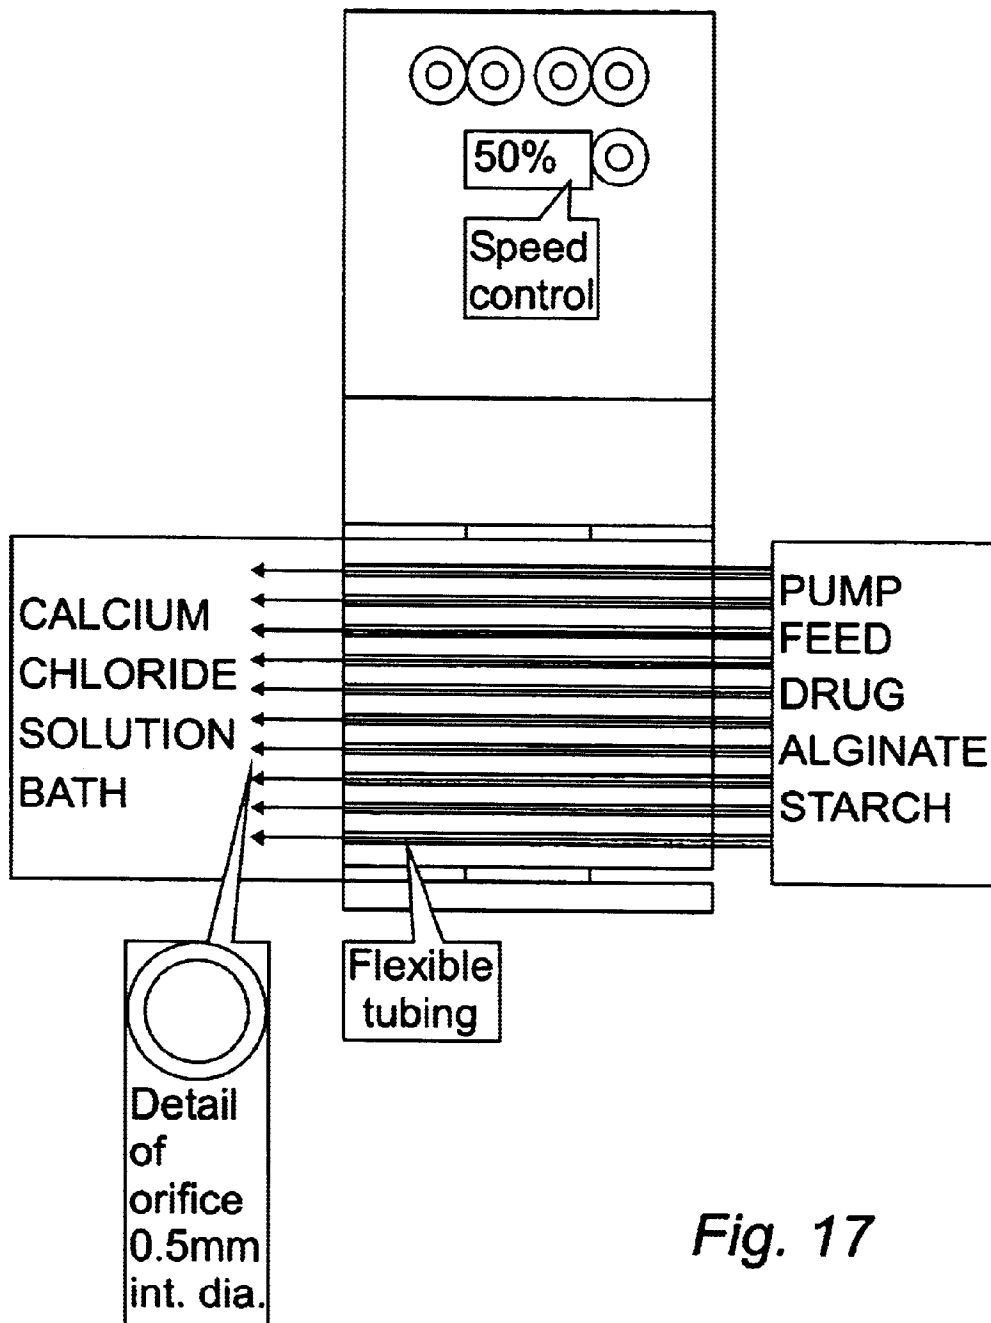 50%
Speed
control
CALCIUM
CHLORIDE
SOLUTION
BATH
PUMP
FEED
DRUG
ALGINATE
STARCH
Flexible
tubing
Detail
of
orifice
0.5mm
int. dia.
Fig. 17